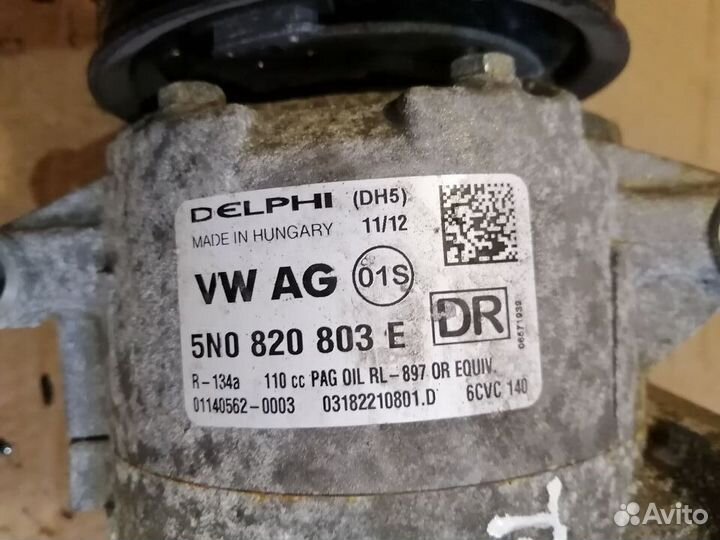 DELPHI (DH5)
MADE IN HUNGARY 11/12
VW AG 01S
5N0 820 803 E DR
06571939
R-134a 110 cc PAG OIL RL-897 OR EQUIV.
01140562-0003 03182210801.D 6CVC 140
Avito